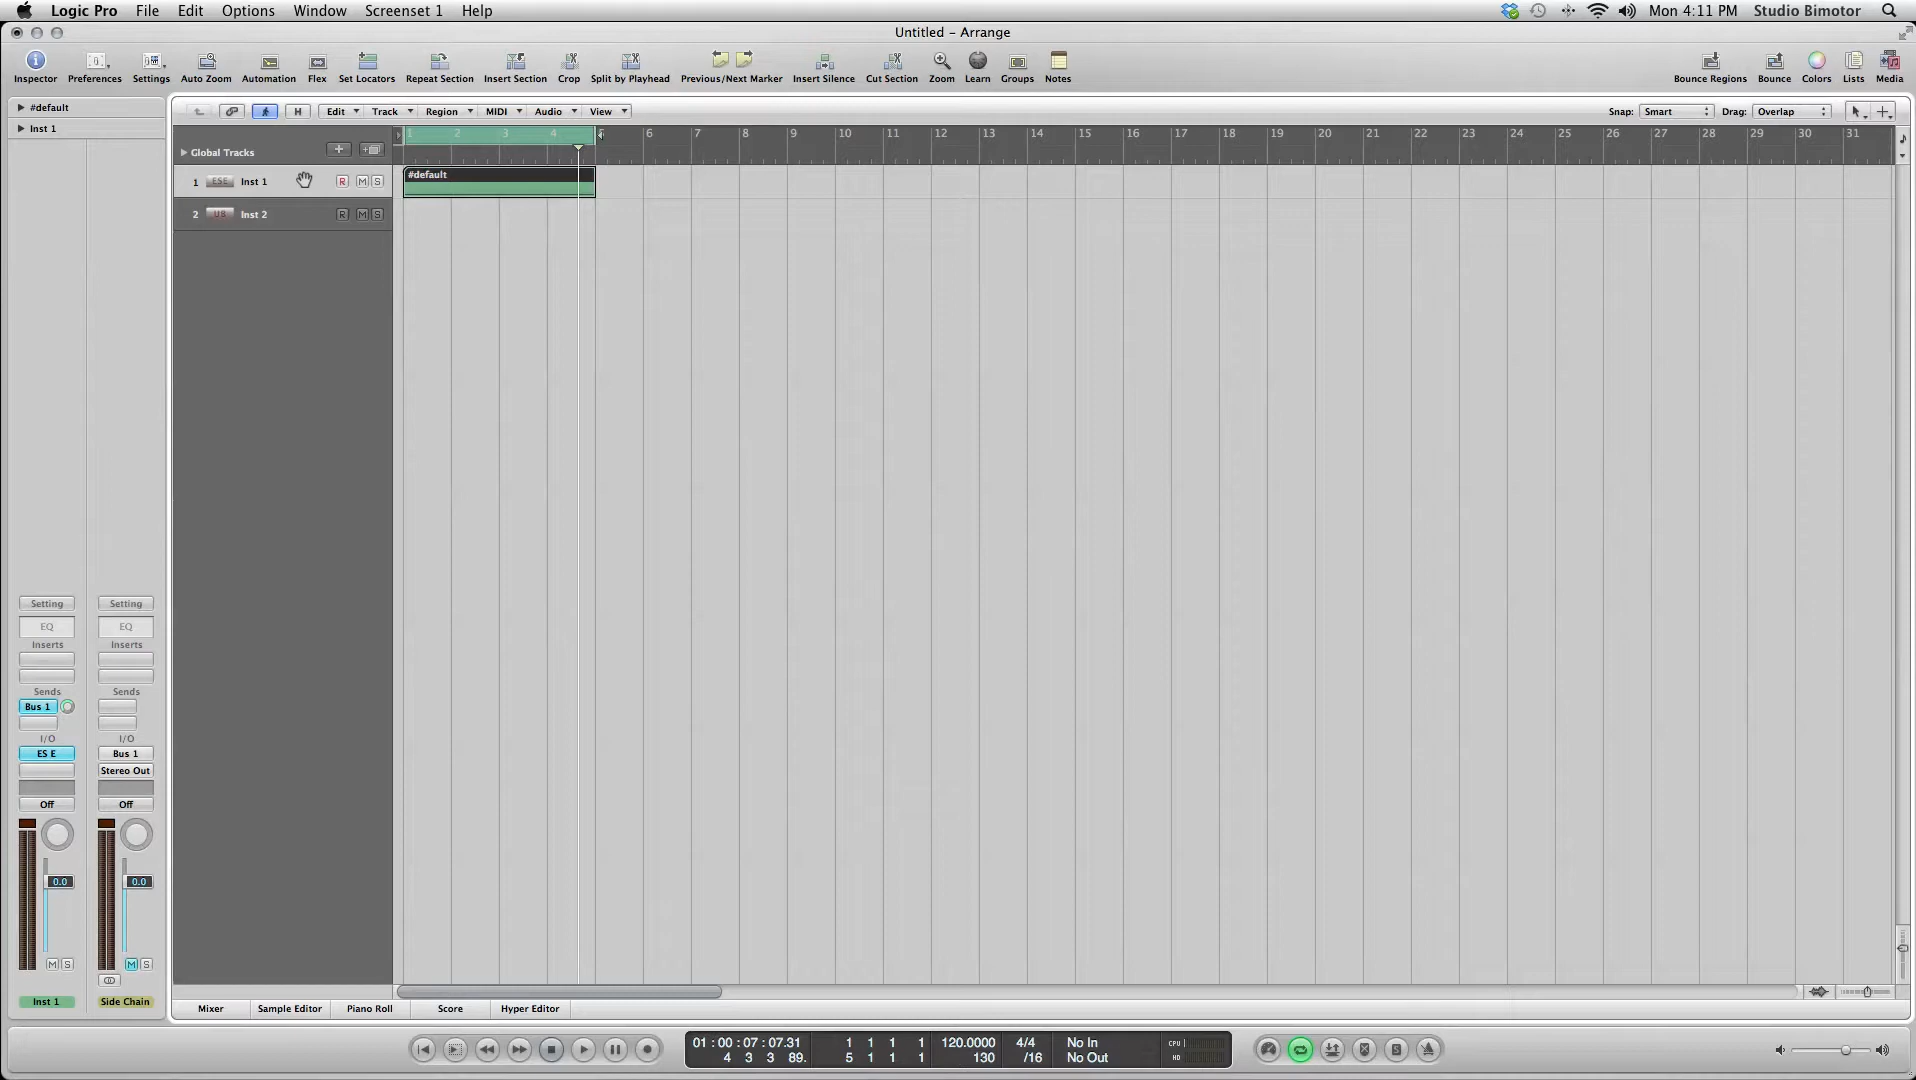 Logic Pro File Edit Options Window Screenset 1 Help Mon 4:11 PM Studio Bimotor
Untitled - Arrange
Inspector Preferences Settings Auto Zoom Automation Flex Set Locators Repeat Section Insert Section Crop Split by Playhead Previous/Next Marker Insert Silence Cut Section Zoom Learn Groups Notes Bounce Regions Bounce Colors Lists Media
#default
H Edit Track Region MIDI Audio View Snap: Smart Drag: Overlap
Inst 1
1 2 3 4 5 6 7 8 9 10 11 12 13 14 15 16 17 18 19 20 21 22 23 24 25 26 27 28 29 30 31
Global Tracks
1 ESE Inst 1 R M S
#default
2 U8 Inst 2 R M S
Setting Setting
EQ EQ
Inserts Inserts
Sends Sends
Bus 1
I/O I/O
ES E Bus 1
Stereo Out
Off Off
0.0 0.0
M S M S
Inst 1 Side Chain
Mixer Sample Editor Piano Roll Score Hyper Editor
01 : 00 : 07 : 07.31 1 1 1 1 120.0000 4/4 No In CPU
4 3 3 89. 5 1 1 1 130 /16 No Out HD
S